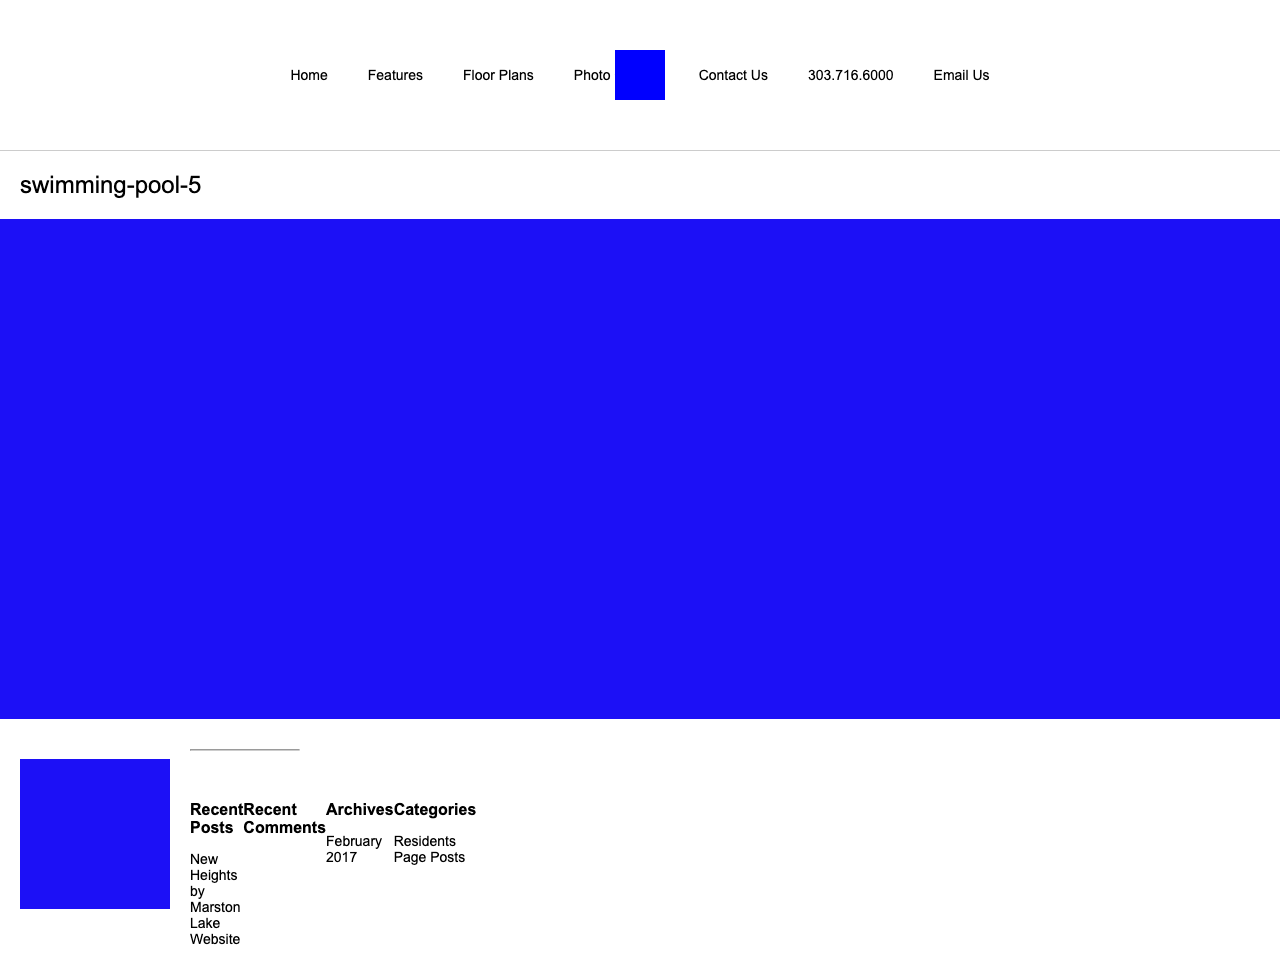 Home Features Floor Plans Photo Contact Us 303.716.6000 Email Us
swimming-pool-5
Recent
Posts
New
Heights
by
Marston
Lake
Website
Recent
Comments
Archives
February
2017
Categories
Residents
Page Posts